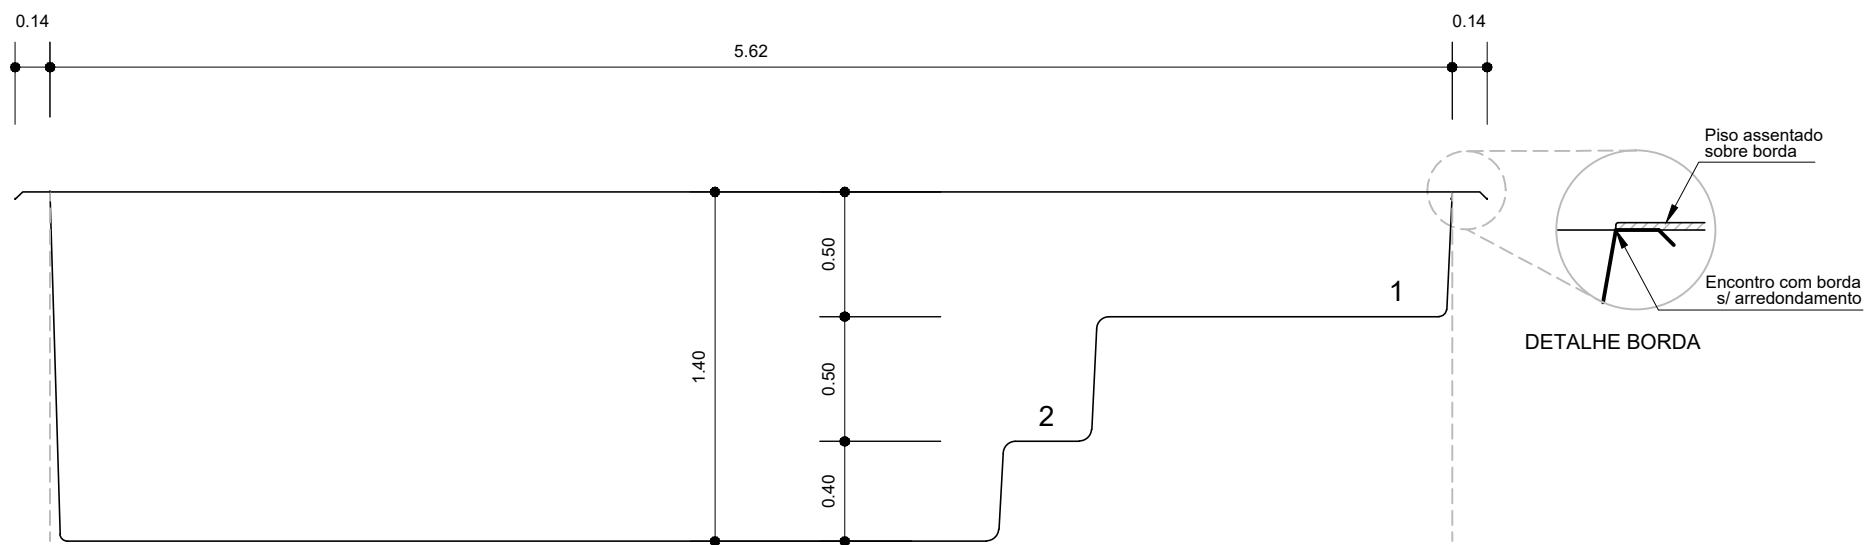 0.14
0.14
5.62
Piso assentado
sobre borda
0.50
1
Encontro com borda
s/ arredondamento
DETALHE BORDA
1.40
0.50
2
0.40